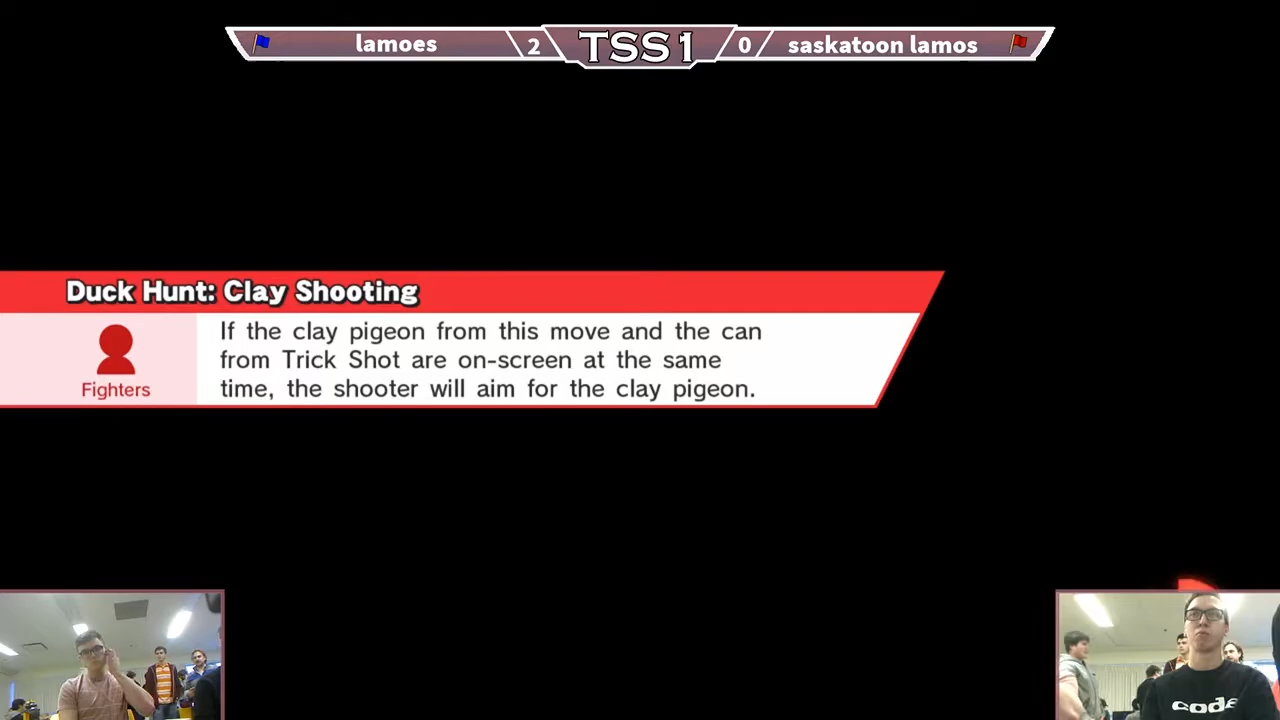 lamoes 2 TSS 1 0 saskatoon lamos
Duck Hunt: Clay Shooting
If the clay pigeon from this move and the can
from Trick Shot are on-screen at the same
time, the shooter will aim for the clay pigeon.
Fighters
code